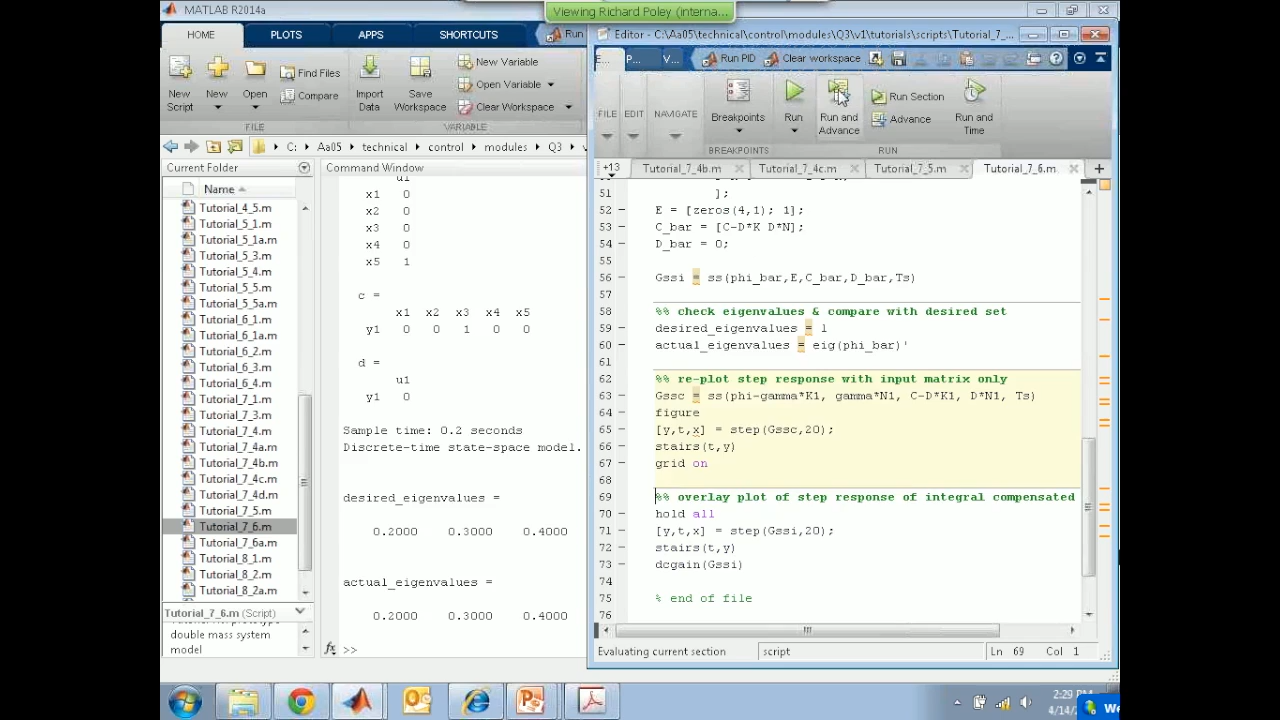 MATLAB R2014a
Viewing Richard Poley (interna...
HOME PLOTS APPS SHORTCUTS Run
New Script
New
Open
Find Files
Compare
Import Data
Save Workspace
New Variable
Open Variable
Clear Workspace
FILE VARIABLE
C: Aa05 technical control modules Q3
Current Folder
Name
Tutorial_4_5.m
Tutorial_5_1.m
Tutorial_5_1a.m
Tutorial_5_3.m
Tutorial_5_4.m
Tutorial_5_5.m
Tutorial_5_5a.m
Tutorial_6_1.m
Tutorial_6_1a.m
Tutorial_6_2.m
Tutorial_6_3.m
Tutorial_6_4.m
Tutorial_7_1.m
Tutorial_7_3.m
Tutorial_7_4.m
Tutorial_7_4a.m
Tutorial_7_4b.m
Tutorial_7_4c.m
Tutorial_7_4d.m
Tutorial_7_5.m
Tutorial_7_6.m
Tutorial_7_6a.m
Tutorial_8_1.m
Tutorial_8_2.m
Tutorial_8_2a.m
Tutorial_7_6.m (Script)
double mass system
model
Command Window
u1
x1 0
x2 0
x3 0
x4 0
x5 1
c =
x1 x2 x3 x4 x5
y1 0 0 1 0 0
d =
u1
y1 0
Sample time: 0.2 seconds
Discrete-time state-space model.
desired_eigenvalues =
0.2000 0.3000 0.4000
actual_eigenvalues =
0.2000 0.3000 0.4000
fx >>
Editor - C:\Aa05\technical\control\modules\Q3\v1\tutorials\scripts\Tutorial_7_...
E... P... V... Run PID Clear workspace
FILE EDIT NAVIGATE
Breakpoints
Run
Run and Advance
Run Section
Advance
Run and Time
BREAKPOINTS RUN
+13 Tutorial_7_4b.m Tutorial_7_4c.m Tutorial_7_5.m Tutorial_7_6.m
51 ];
52 E = [zeros(4,1); 1];
53 C_bar = [C-D*K D*N];
54 D_bar = 0;
55
56 Gssi = ss(phi_bar,E,C_bar,D_bar,Ts)
57
58 %% check eigenvalues & compare with desired set
59 desired_eigenvalues = l
60 actual_eigenvalues = eig(phi_bar)'
61
62 %% re-plot step response with input matrix only
63 Gssc = ss(phi-gamma*K1, gamma*N1, C-D*K1, D*N1, Ts)
64 figure
65 [y,t,x] = step(Gssc,20);
66 stairs(t,y)
67 grid on
68
69 %% overlay plot of step response of integral compensated
70 hold all
71 [y,t,x] = step(Gssi,20);
72 stairs(t,y)
73 dcgain(Gssi)
74
75 % end of file
76
Evaluating current section script Ln 69 Col 1
2:29 PM
4/14/2
We